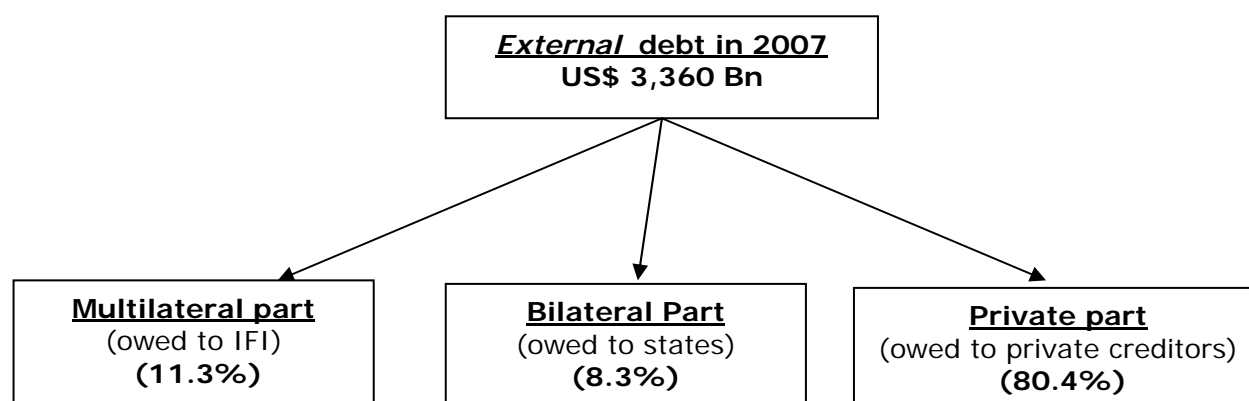 External debt in 2007
US$ 3,360 Bn
Multilateral part
(owed to IFI)
(11.3%)
Bilateral Part
(owed to states)
(8.3%)
Private part
(owed to private creditors)
(80.4%)